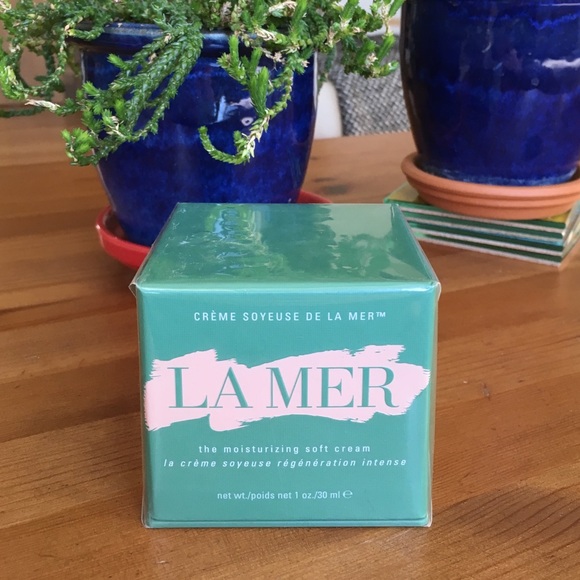 CRÈME SOYEUSE DE LA MER™
LA MER
the moisturizing soft cream
la crème soyeuse régénération intense
net wt./poids net 1 oz./30 ml ℮